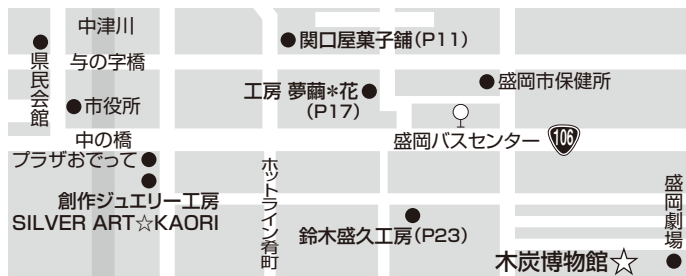 中津川
県民会館
与の字橋
市役所
中の橋
プラザおでって
創作ジュエリー工房
SILVER ART☆KAORI
関口屋菓子舗(P11)
工房 夢繭*花
(P17)
盛岡市保健所
盛岡バスセンター
106
ホットライン肴町
鈴木盛久工房(P23)
盛岡劇場
木炭博物館☆